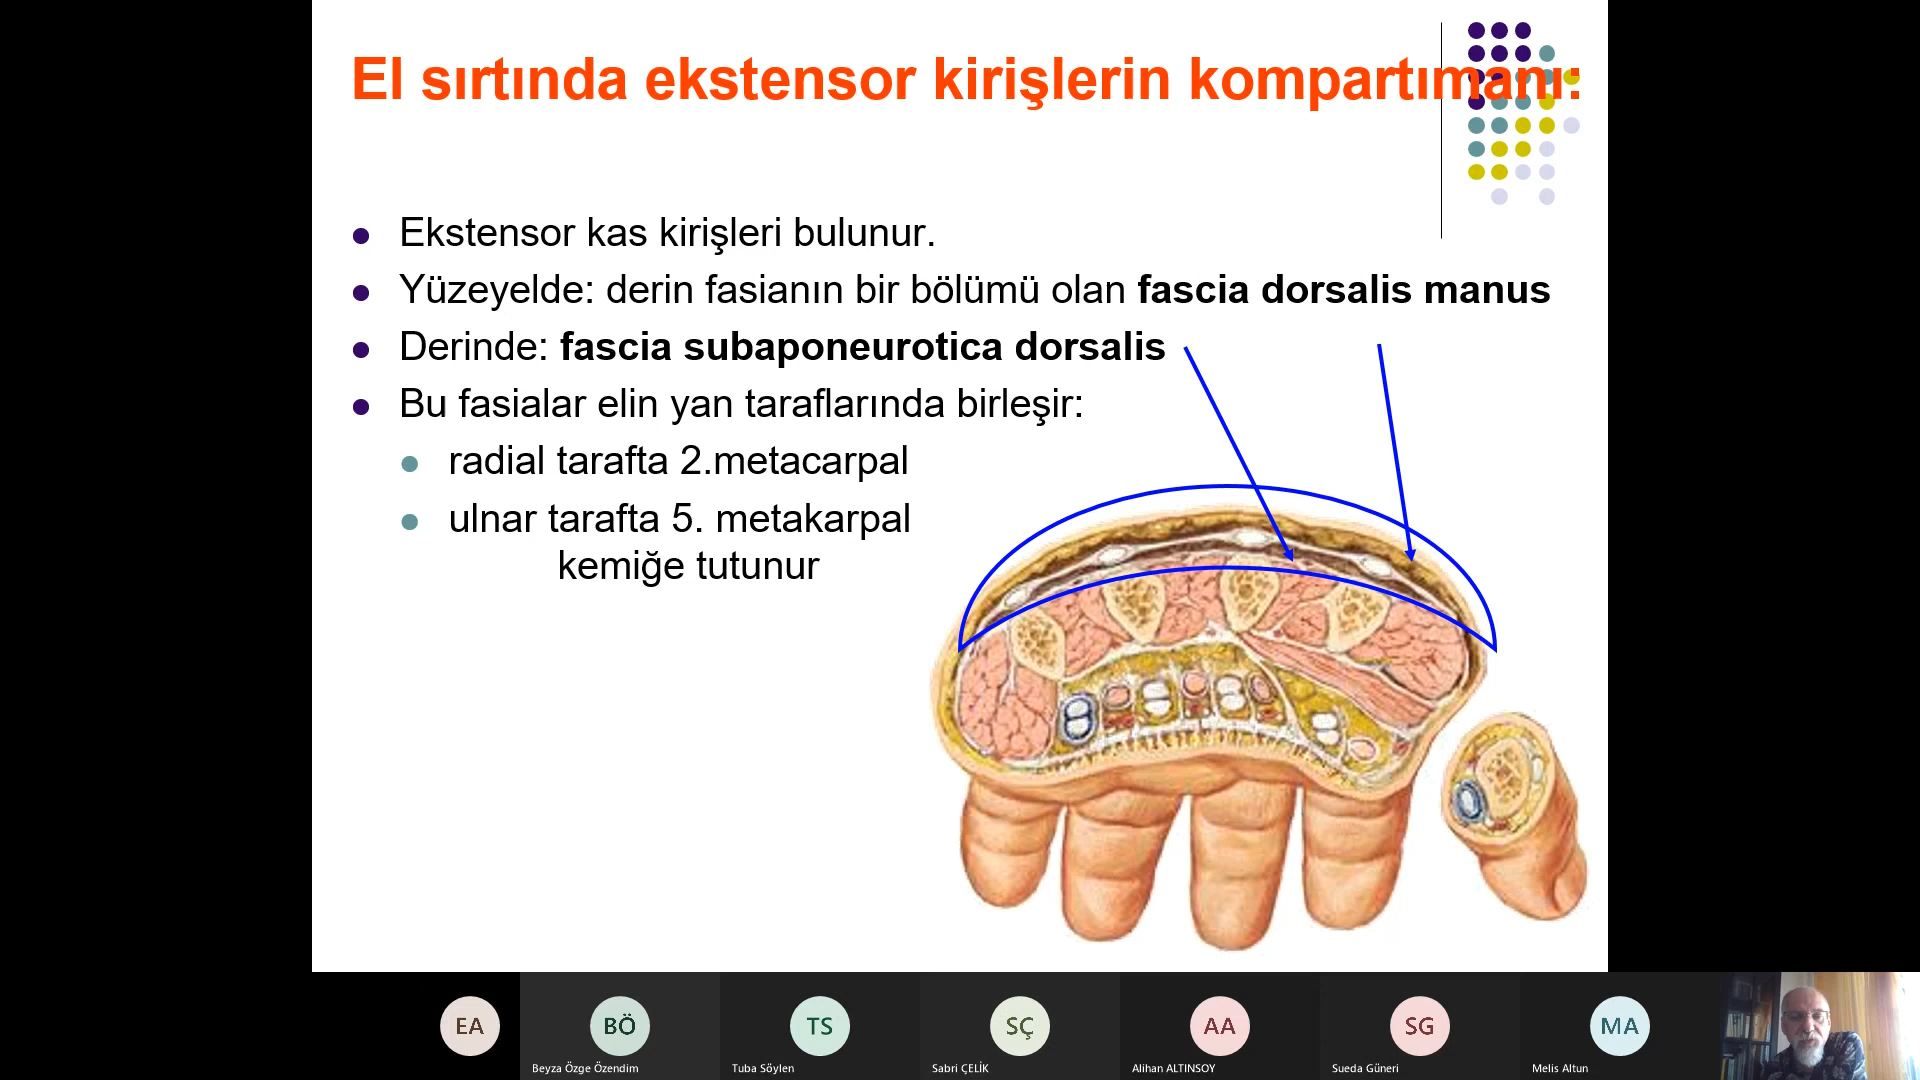 El sırtında ekstensor kirişlerin kompartımanı:
Ekstensor kas kirişleri bulunur.
Yüzeyelde: derin fasianın bir bölümü olan fascia dorsalis manus
Derinde: fascia subaponeurotica dorsalis
Bu fasialar elin yan taraflarında birleşir:
radial tarafta 2.metacarpal
ulnar tarafta 5. metakarpal
kemiğe tutunur
EA
BÖ
TS
SÇ
AA
SG
MA
Beyza Özge Özendim
Tuba Söylen
Sabri ÇELİK
Alihan ALTINSOY
Sueda Güneri
Melis Altun